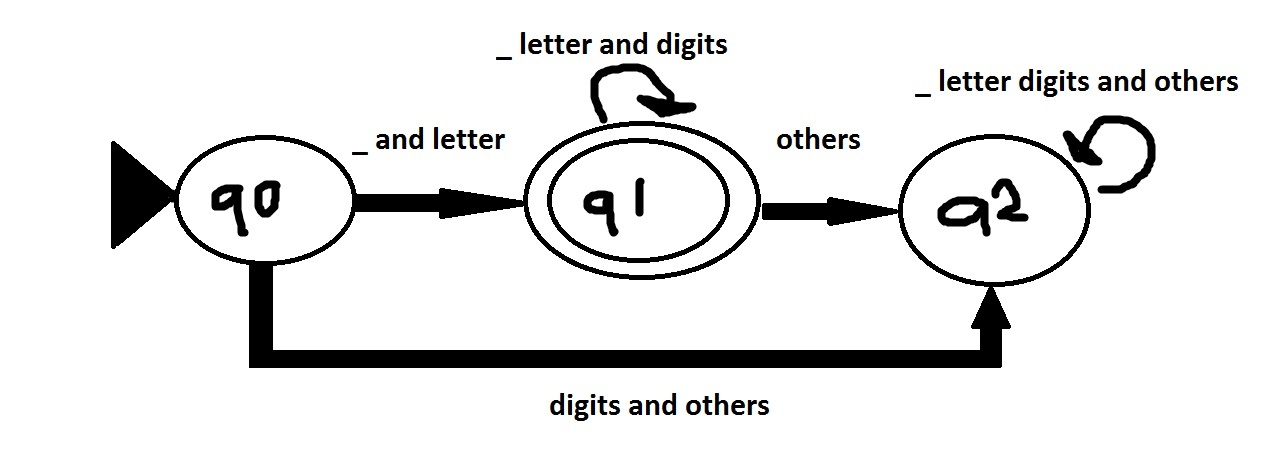 _ letter and digits
_ letter digits and others
_ and letter
others
q0
q1
q2
digits and others